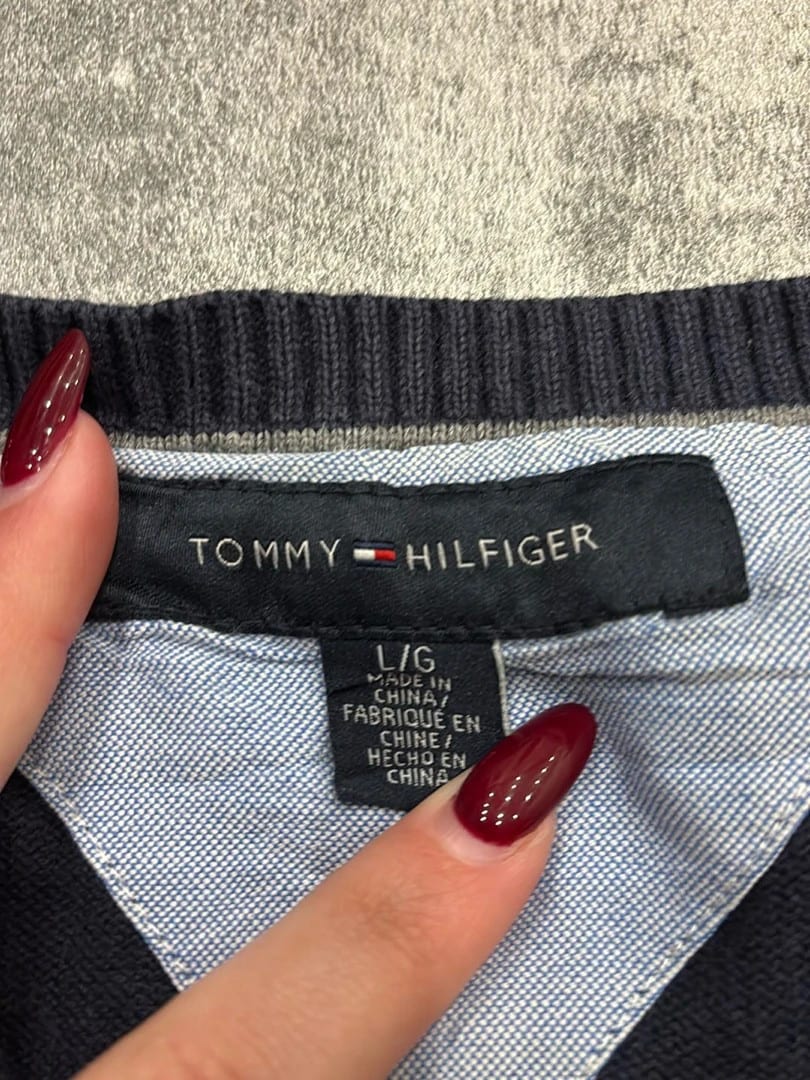 TOMMY HILFIGER
L/G
MADE IN
CHINA/
FABRIQUÉ EN
CHINE/
HECHO EN
CHINA